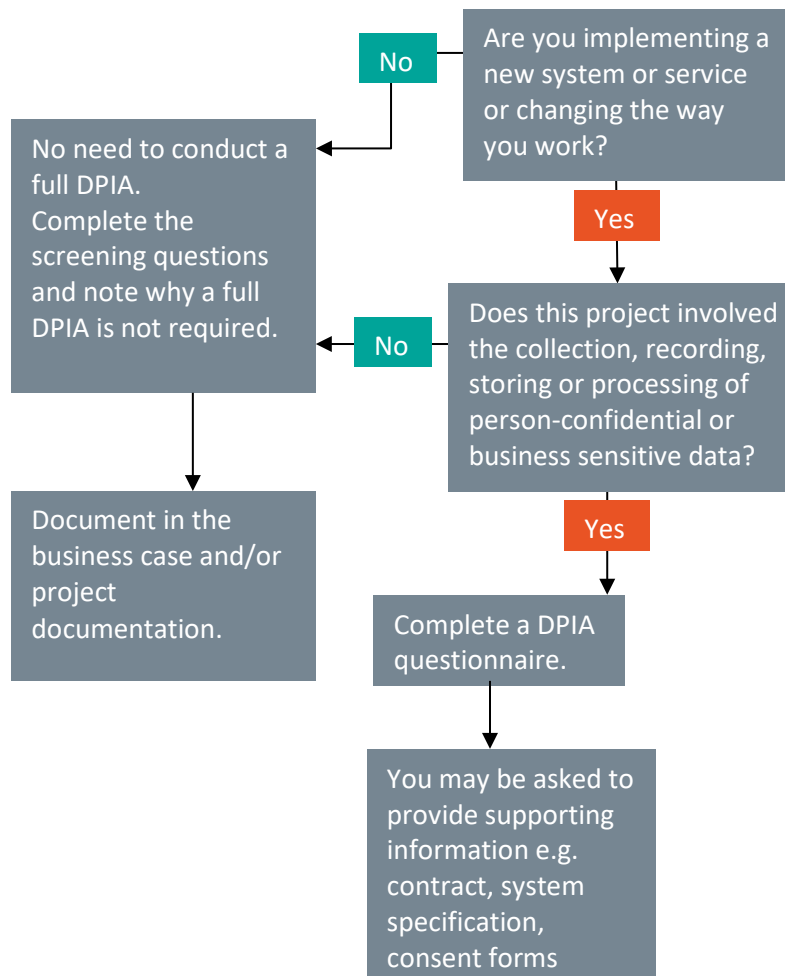 Are you implementing a
new system or service
or changing the way
you work?
No
Yes
No need to conduct a
full DPIA.
Complete the
screening questions
and note why a full
DPIA is not required.
Does this project involved
the collection, recording,
storing or processing of
person-confidential or
business sensitive data?
No
Yes
Document in the
business case and/or
project
documentation.
Complete a DPIA
questionnaire.
You may be asked to
provide supporting
information e.g.
contract, system
specification,
consent forms